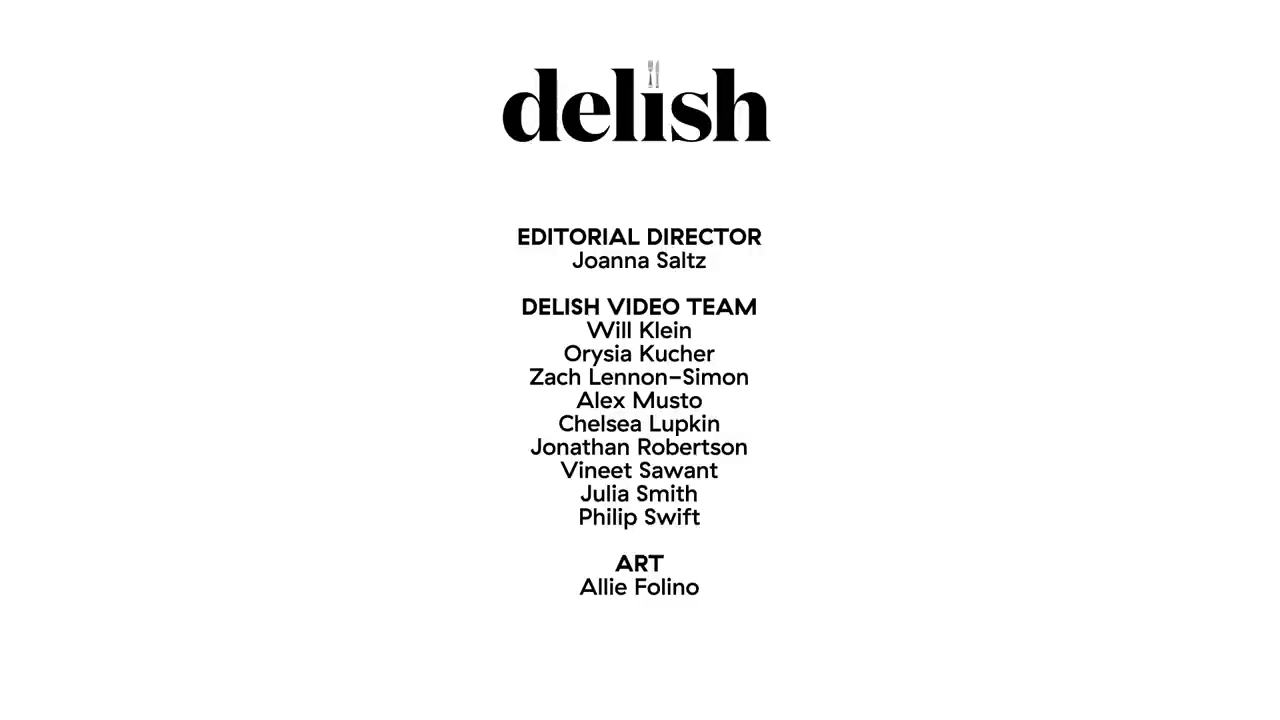 delish
EDITORIAL DIRECTOR
Joanna Saltz
DELISH VIDEO TEAM
Will Klein
Orysia Kucher
Zach Lennon-Simon
Alex Musto
Chelsea Lupkin
Jonathan Robertson
Vineet Sawant
Julia Smith
Philip Swift
ART
Allie Folino